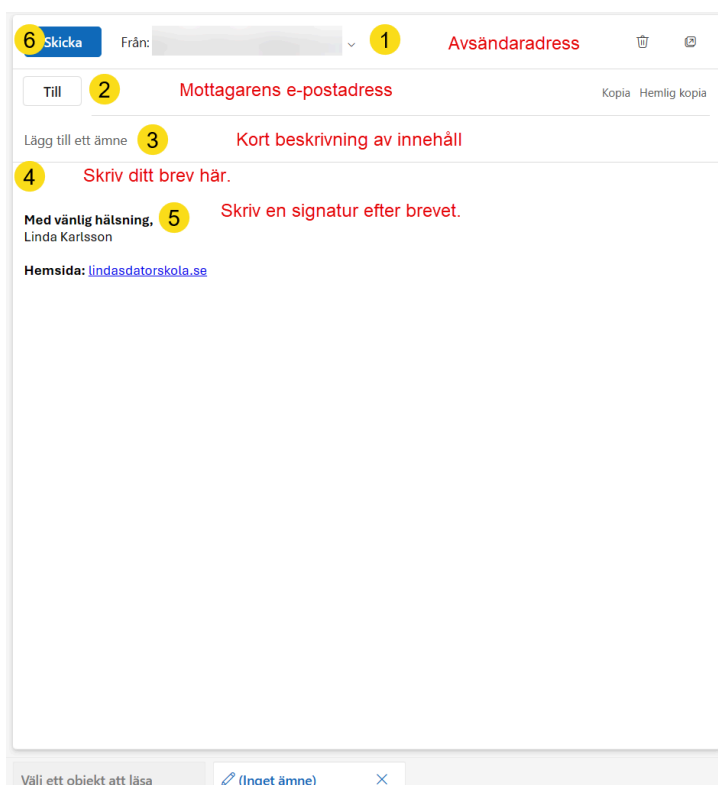 6 Skicka Från: 1 Avsändaradress
Till 2 Mottagarens e-postadress Kopia Hemlig kopia
Lägg till ett ämne 3 Kort beskrivning av innehåll
4 Skriv ditt brev här.
Med vänlig hälsning, 5 Skriv en signatur efter brevet.
Linda Karlsson
Hemsida: lindasdatorskola.se
Välj ett objekt att läsa (Inget ämne)